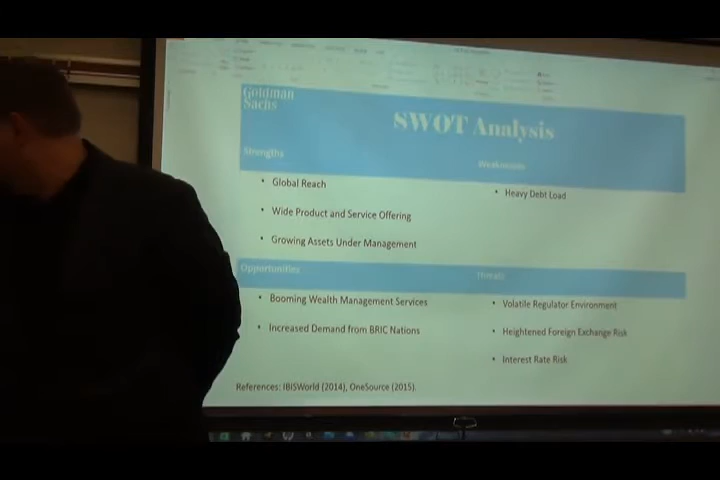 Goldman
Sachs
SWOT Analysis
Strengths
Weaknesses
• Global Reach
• Wide Product and Service Offering
• Growing Assets Under Management
• Heavy Debt Load
Opportunities
Threats
• Booming Wealth Management Services
• Increased Demand from BRIC Nations
• Volatile Regulator Environment
• Heightened Foreign Exchange Risk
• Interest Rate Risk
References: IBISWorld (2014), OneSource (2015).